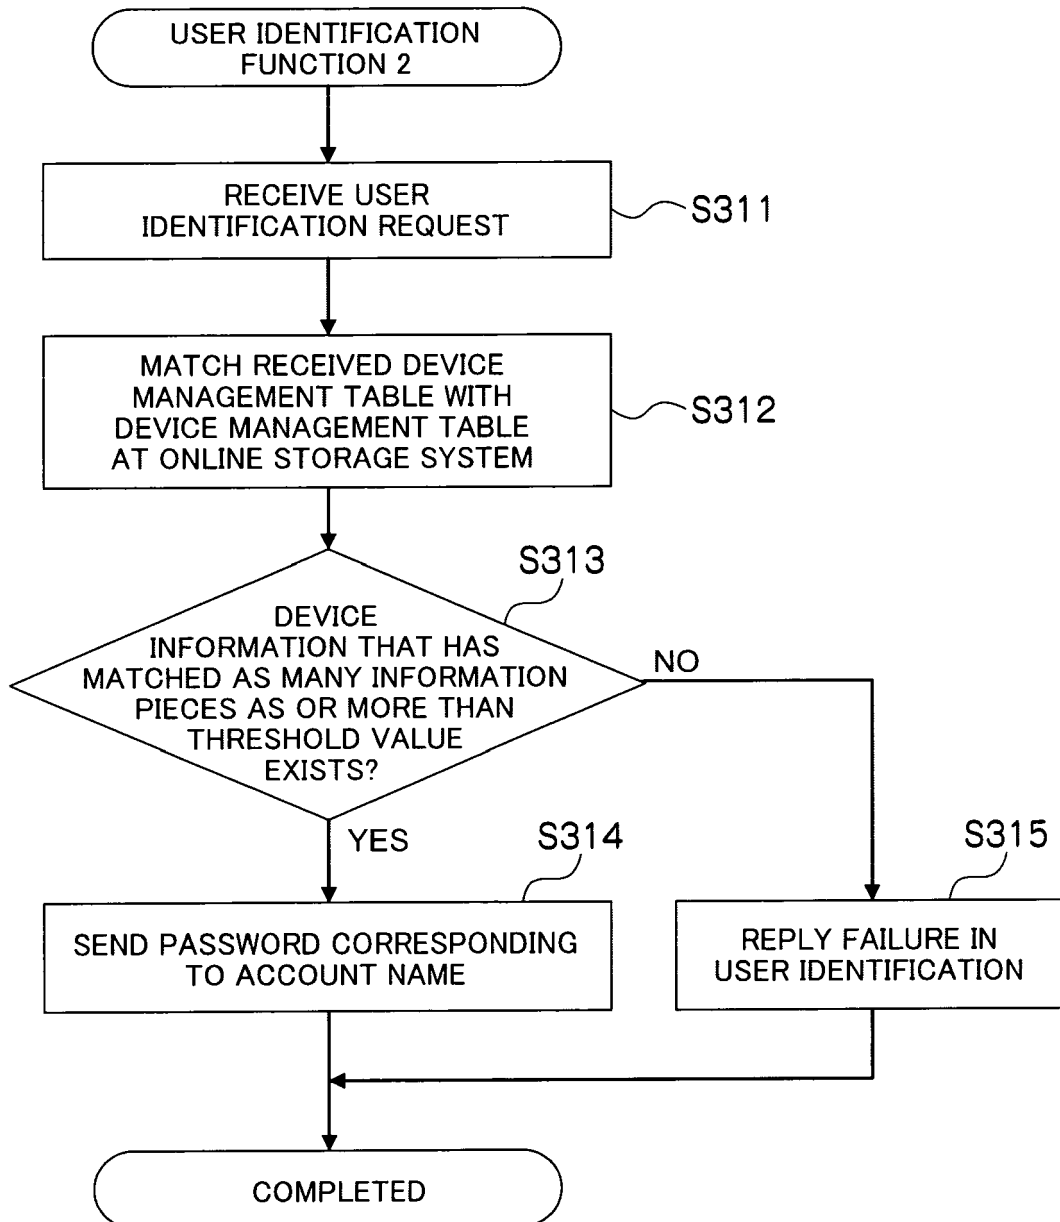 USER IDENTIFICATION
FUNCTION 2
RECEIVE USER
IDENTIFICATION REQUEST
S311
MATCH RECEIVED DEVICE
MANAGEMENT TABLE WITH
DEVICE MANAGEMENT TABLE
AT ONLINE STORAGE SYSTEM
S312
S313
DEVICE
INFORMATION THAT HAS
MATCHED AS MANY INFORMATION
PIECES AS OR MORE THAN
THRESHOLD VALUE
EXISTS?
NO
YES
S314
SEND PASSWORD CORRESPONDING
TO ACCOUNT NAME
S315
REPLY FAILURE IN
USER IDENTIFICATION
COMPLETED